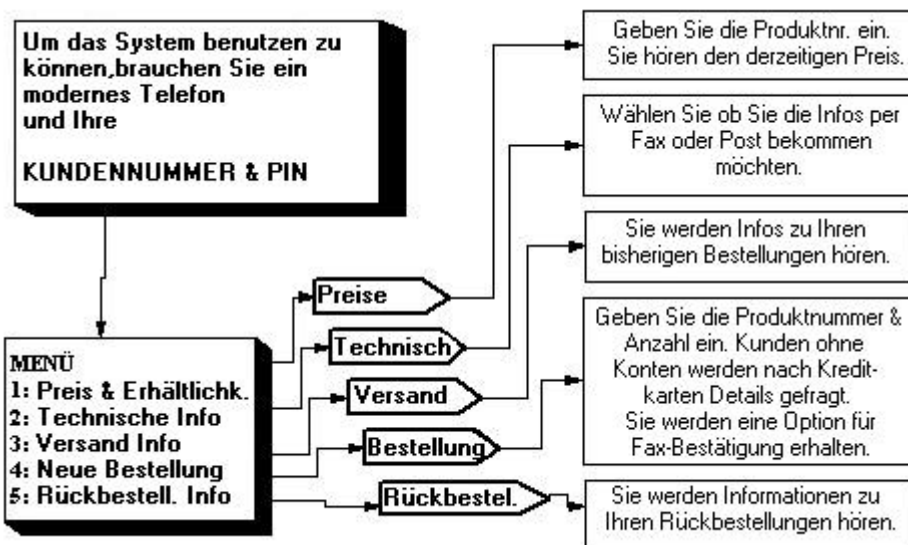 Um das System benutzen zu
können,brauchen Sie ein
modernes Telefon
und Ihre
KUNDENNUMMER & PIN
MENÜ
1: Preis & Erhältlichk.
2: Technische Info
3: Versand Info
4: Neue Bestellung
5: Rückbestell. Info
Preise
Technisch
Versand
Bestellung
Rückbestel.
Geben Sie die Produktnr. ein.
Sie hören den derzeitigen Preis.
Wählen Sie ob Sie die Infos per
Fax oder Post bekommen
möchten.
Sie werden Infos zu Ihren
bisherigen Bestellungen hören.
Geben Sie die Produktnummer &
Anzahl ein. Kunden ohne
Konten werden nach Kredit-
karten Details gefragt.
Sie werden eine Option für
Fax-Bestätigung erhalten.
Sie werden Informationen zu
Ihren Rückbestellungen hören.